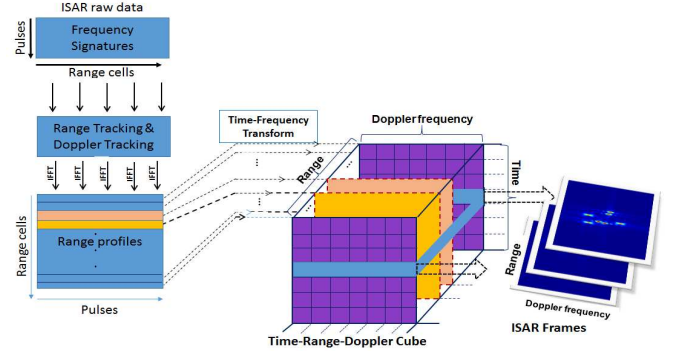 ISAR raw data
Pulses
Frequency
Signatures
Range cells
Range Tracking &
Doppler Tracking
IFFT
IFFT
IFFT
IFFT
IFFT
Range cells
Range profiles
Pulses
Time-Frequency
Transform
Doppler frequency
Range
Time
Time-Range-Doppler Cube
Range
Doppler frequency
ISAR Frames